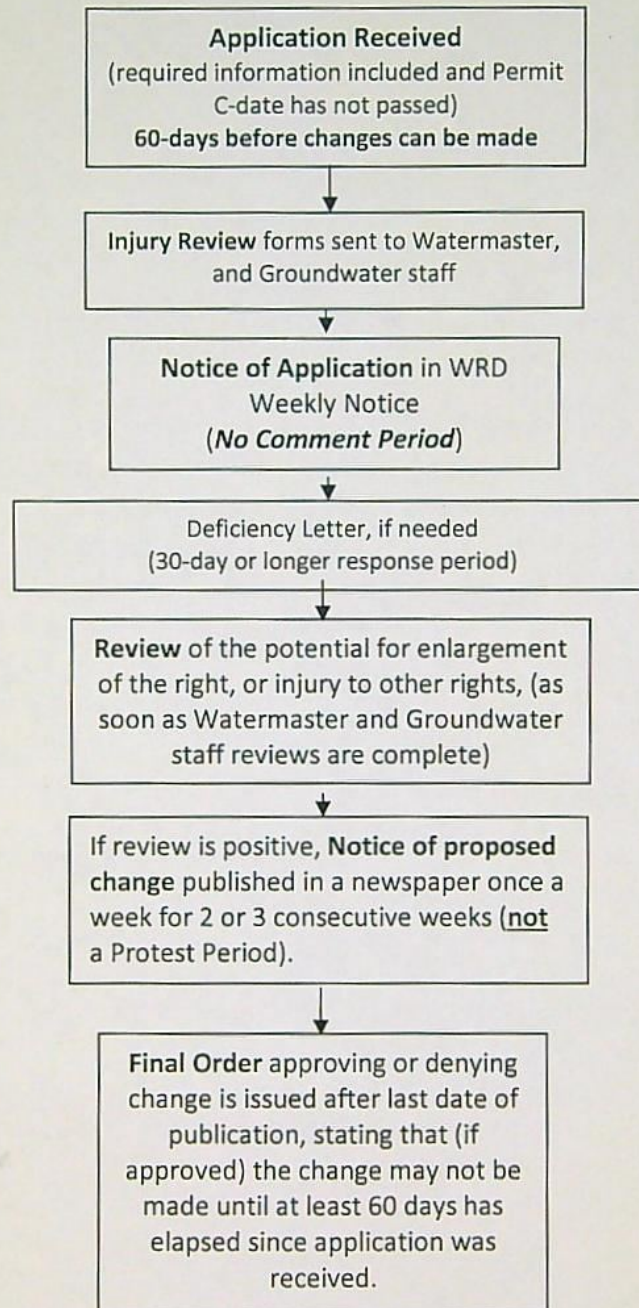 Application Received
(required information included and Permit
C-date has not passed)
60-days before changes can be made
Injury Review forms sent to Watermaster,
and Groundwater staff
Notice of Application in WRD
Weekly Notice
(No Comment Period)
Deficiency Letter, if needed
(30-day or longer response period)
Review of the potential for enlargement
of the right, or injury to other rights, (as
soon as Watermaster and Groundwater
staff reviews are complete)
If review is positive, Notice of proposed
change published in a newspaper once a
week for 2 or 3 consecutive weeks (not
a Protest Period).
Final Order approving or denying
change is issued after last date of
publication, stating that (if
approved) the change may not be
made until at least 60 days has
elapsed since application was
received.